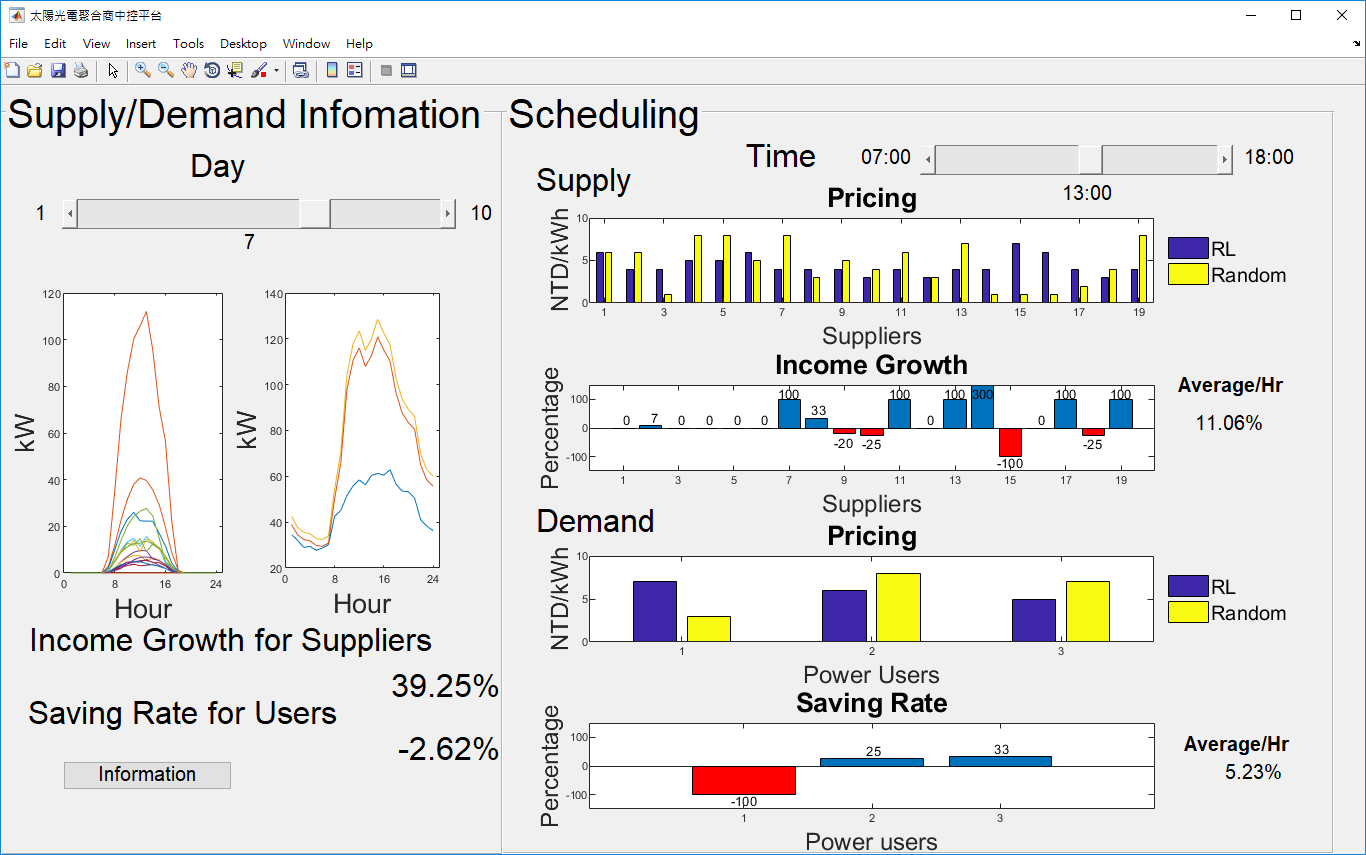 太陽光電聚合商中控平台
File Edit View Insert Tools Desktop Window Help
Supply/Demand Infomation
Day
1 10
7
120
100
80
60
40
20
0
0 8 16 24
kW
Hour
140
120
100
80
60
40
20
0 8 16 24
kW
Hour
Income Growth for Suppliers
39.25%
Saving Rate for Users
-2.62%
Information
Scheduling
Time 07:00 18:00
13:00
Supply
Pricing
NTD/kWh
10
5
0
1 3 5 7 9 11 13 15 17 19
Suppliers
RL
Random
Income Growth
Percentage
100
0
-100
0 7 0 0 0 0 100 33 -20 -25 100 0 100 300 -100 0 100 -25 100
1 3 5 7 9 11 13 15 17 19
Suppliers
Average/Hr
11.06%
Demand
Pricing
NTD/kWh
10
5
0
1 2 3
Power Users
RL
Random
Saving Rate
Percentage
100
0
-100
-100 25 33
1 2 3
Power users
Average/Hr
5.23%